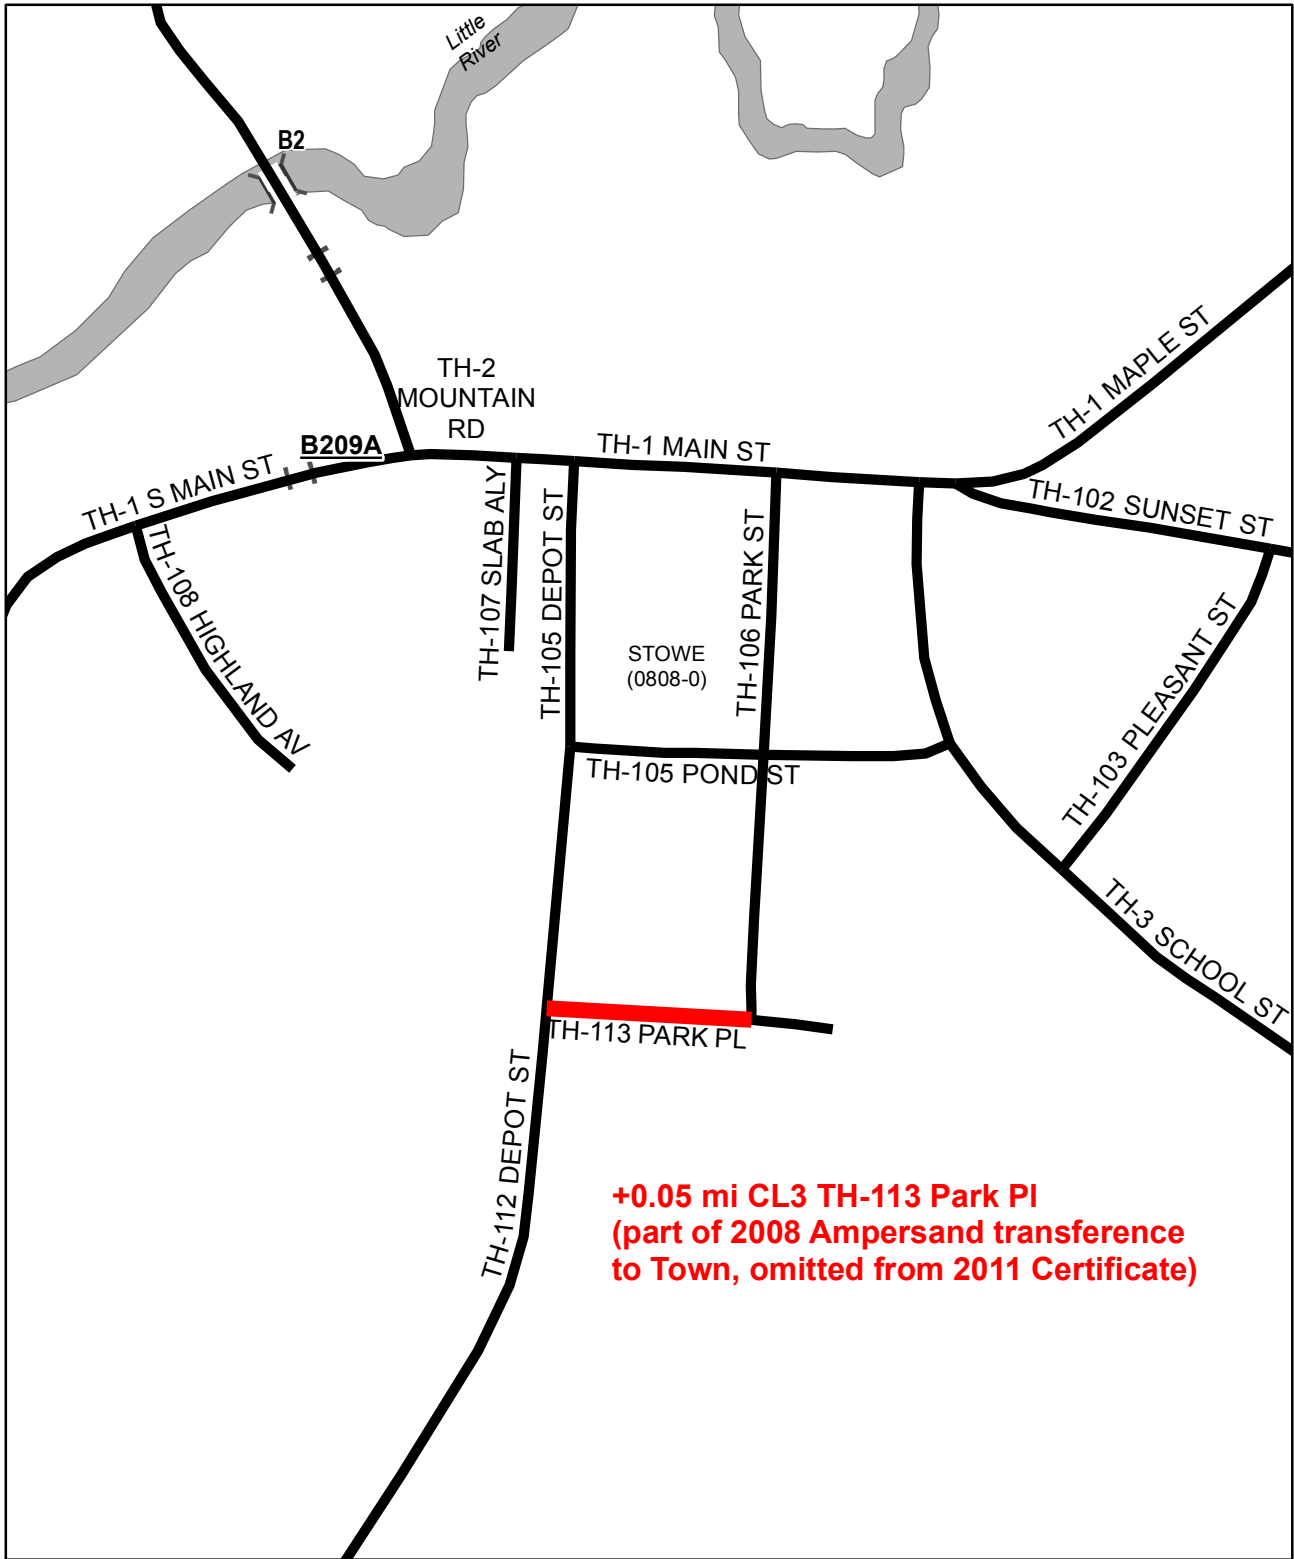 Little
River
B2
TH-2
MOUNTAIN
RD
B209A
TH-1 MAIN ST
TH-1 MAPLE ST
TH-1 S MAIN ST
TH-102 SUNSET ST
TH-108 HIGHLAND AV
TH-107 SLAB ALY
TH-105 DEPOT ST
TH-106 PARK ST
STOWE
(0808-0)
TH-103 PLEASANT ST
TH-105 POND ST
TH-3 SCHOOL ST
TH-113 PARK PL
TH-112 DEPOT ST
+0.05 mi CL3 TH-113 Park Pl
(part of 2008 Ampersand transference
to Town, omitted from 2011 Certificate)